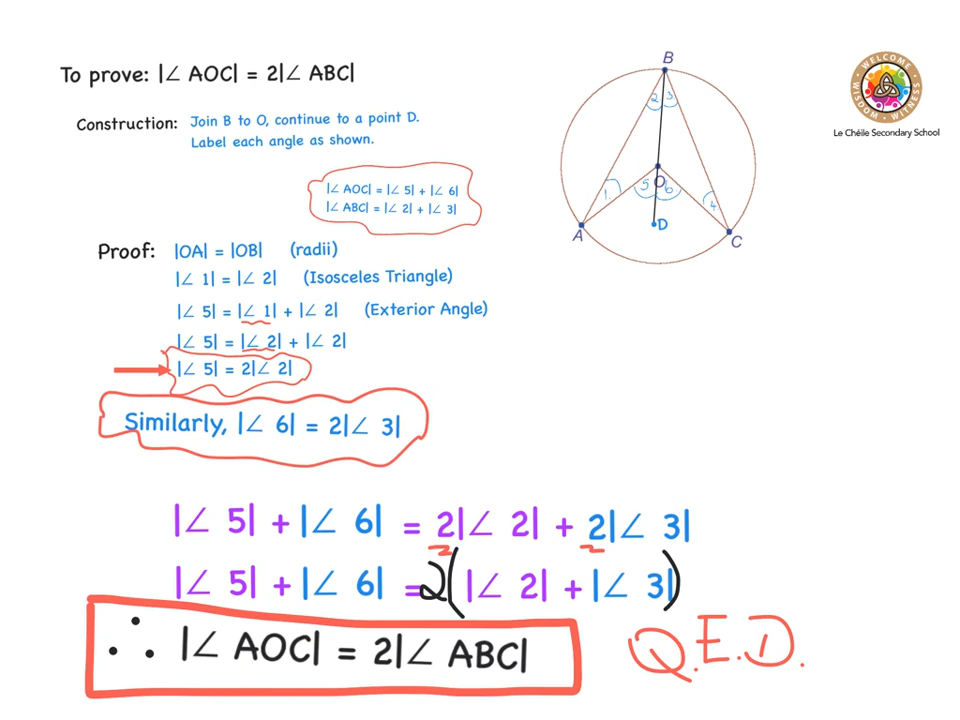 To prove: |∠ AOC| = 2|∠ ABC|
Construction: Join B to O, continue to a point D.
Label each angle as shown.
|∠ AOC| = |∠ 5| + |∠ 6|
|∠ ABC| = |∠ 2| + |∠ 3|
Proof: |OA| = |OB| (radii)
|∠ 1| = |∠ 2| (Isosceles Triangle)
|∠ 5| = |∠ 1| + |∠ 2| (Exterior Angle)
|∠ 5| = |∠ 2| + |∠ 2|
|∠ 5| = 2|∠ 2|
Similarly, |∠ 6| = 2|∠ 3|
|∠ 5| + |∠ 6| = 2|∠ 2| + 2|∠ 3|
|∠ 5| + |∠ 6| = 2(|∠ 2| + |∠ 3|)
∴ |∠ AOC| = 2|∠ ABC|
Q.E.D.
B
2 3
1 5 O 6 4
A D C
WELCOME WISDOM WITNESS
Le Chéile Secondary School